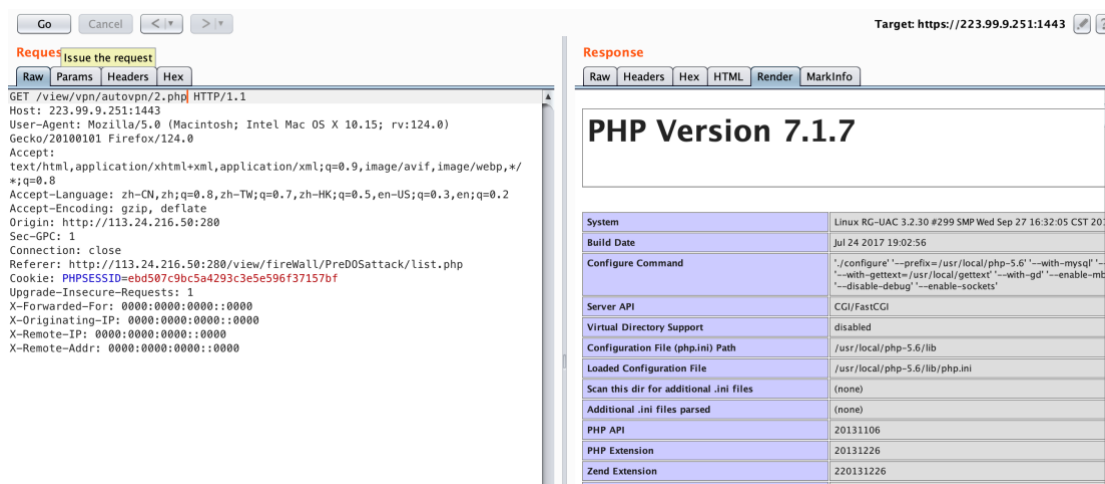 Go Cancel < >
Target: https://223.99.9.251:1443
Request
Issue the request
Raw Params Headers Hex
GET /view/vpn/autovpn/2.php HTTP/1.1
Host: 223.99.9.251:1443
User-Agent: Mozilla/5.0 (Macintosh; Intel Mac OS X 10.15; rv:124.0)
Gecko/20100101 Firefox/124.0
Accept:
text/html,application/xhtml+xml,application/xml;q=0.9,image/avif,image/webp,*/
*;q=0.8
Accept-Language: zh-CN,zh;q=0.8,zh-TW;q=0.7,zh-HK;q=0.5,en-US;q=0.3,en;q=0.2
Accept-Encoding: gzip, deflate
Origin: http://113.24.216.50:280
Sec-GPC: 1
Connection: close
Referer: http://113.24.216.50:280/view/fireWall/PreDOSattack/list.php
Cookie: PHPSESSID=ebd507c9bc5a4293c3e5e596f37157bf
Upgrade-Insecure-Requests: 1
X-Forwarded-For: 0000:0000:0000::0000
X-Originating-IP: 0000:0000:0000::0000
X-Remote-IP: 0000:0000:0000::0000
X-Remote-Addr: 0000:0000:0000::0000
Response
Raw Headers Hex HTML Render MarkInfo
PHP Version 7.1.7
System Linux RG-UAC 3.2.30 #299 SMP Wed Sep 27 16:32:05 CST 201
Build Date Jul 24 2017 19:02:56
Configure Command './configure' '--prefix=/usr/local/php-5.6' '--with-mysql' '--
'--with-gettext=/usr/local/gettext' '--with-gd' '--enable-mb
'--disable-debug' '--enable-sockets'
Server API CGI/FastCGI
Virtual Directory Support disabled
Configuration File (php.ini) Path /usr/local/php-5.6/lib
Loaded Configuration File /usr/local/php-5.6/lib/php.ini
Scan this dir for additional .ini files (none)
Additional .ini files parsed (none)
PHP API 20131106
PHP Extension 20131226
Zend Extension 220131226